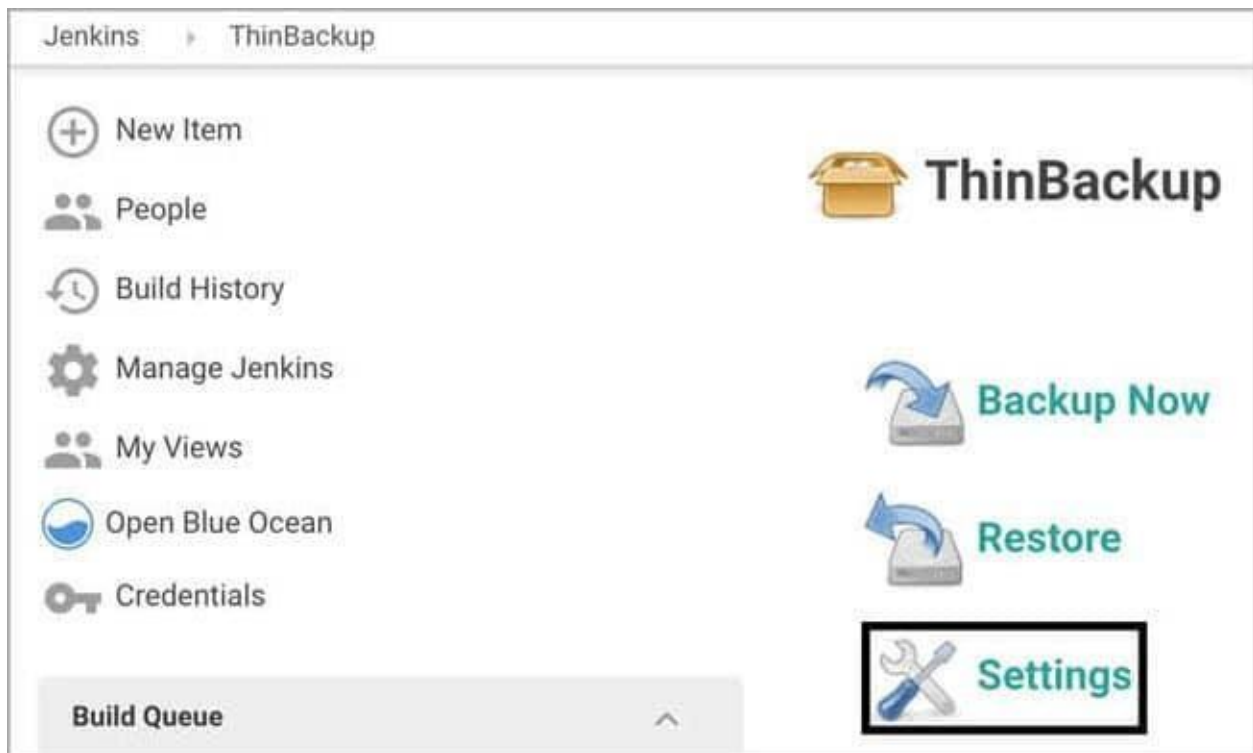 Jenkins ThinBackup
New Item
People
Build History
Manage Jenkins
My Views
Open Blue Ocean
Credentials
Build Queue
ThinBackup
Backup Now
Restore
Settings